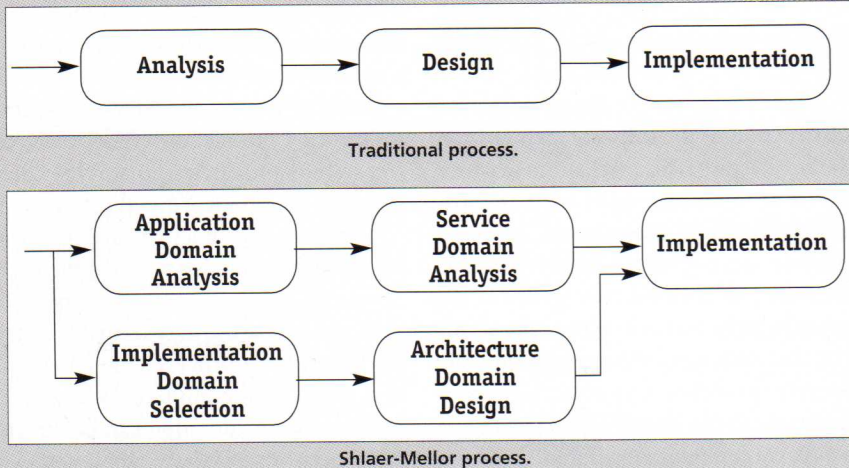 Analysis
Design
Implementation
Traditional process.
Application
Domain
Analysis
Service
Domain
Analysis
Implementation
Implementation
Domain
Selection
Architecture
Domain
Design
Shlaer-Mellor process.